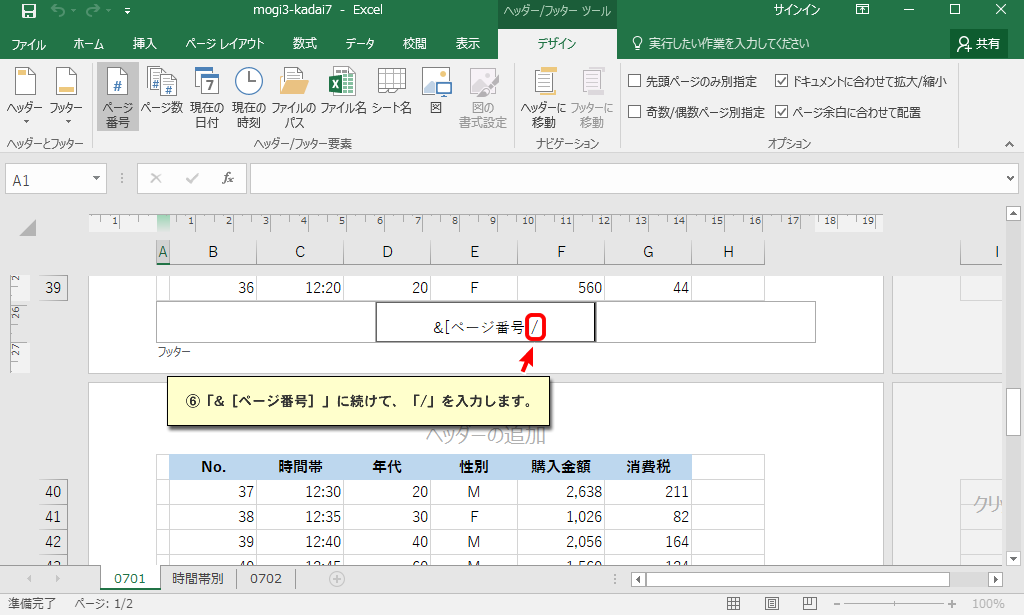 mogi3-kadai7 - Excel
ヘッダー/フッター ツール
サインイン
ファイル ホーム 挿入 ページ レイアウト 数式 データ 校閲 表示 デザイン 実行したい作業を入力してください 共有
ヘッダー フッター ページ番号 ページ数 現在の日付 現在の時刻 ファイルのパス ファイル名 シート名 図 図の書式設定 ヘッダーに移動 フッターに移動
先頭ページのみ別指定 ドキュメントに合わせて拡大/縮小
奇数/偶数ページ別指定 ページ余白に合わせて配置
ヘッダーとフッター ヘッダー/フッター要素 ナビゲーション オプション
A1 fx
1 1 2 3 4 5 6 7 8 9 10 11 12 13 14 15 16 17 18 19
A B C D E F G H I
39 36 12:20 20 F 560 44
26
27
&[ページ番号 /
フッター
⑥「&［ページ番号］」に続けて、「/」を入力します。
ヘッダーの追加
No. 時間帯 年代 性別 購入金額 消費税
40 37 12:30 20 M 2,638 211
41 38 12:35 30 F 1,026 82
42 39 12:40 40 M 2,056 164
クリ
0701 時間帯別 0702
準備完了 ページ: 1/2 100%